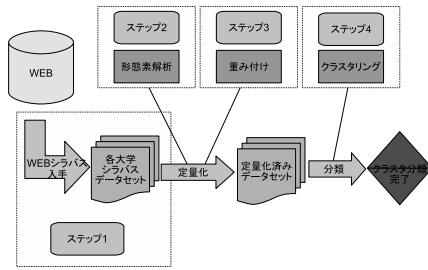 ステップ2
形態素解析
ステップ3
重み付け
ステップ4
クラスタリング
WEB
WEBシラバス
入手
各大学
シラバス
データセット
定量化
定量化済み
データセット
分類
クラスタ分類
完了
ステップ1